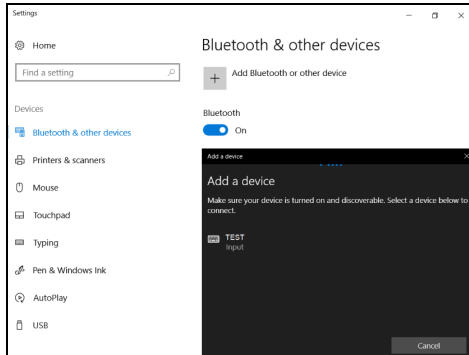 Settings
Home
Find a setting
Devices
Bluetooth & other devices
Printers & scanners
Mouse
Touchpad
Typing
Pen & Windows Ink
AutoPlay
USB
Bluetooth & other devices
Add Bluetooth or other device
Bluetooth
On
Add a device
Add a device
Make sure your device is turned on and discoverable. Select a device below to
connect.
TEST
Input
Cancel